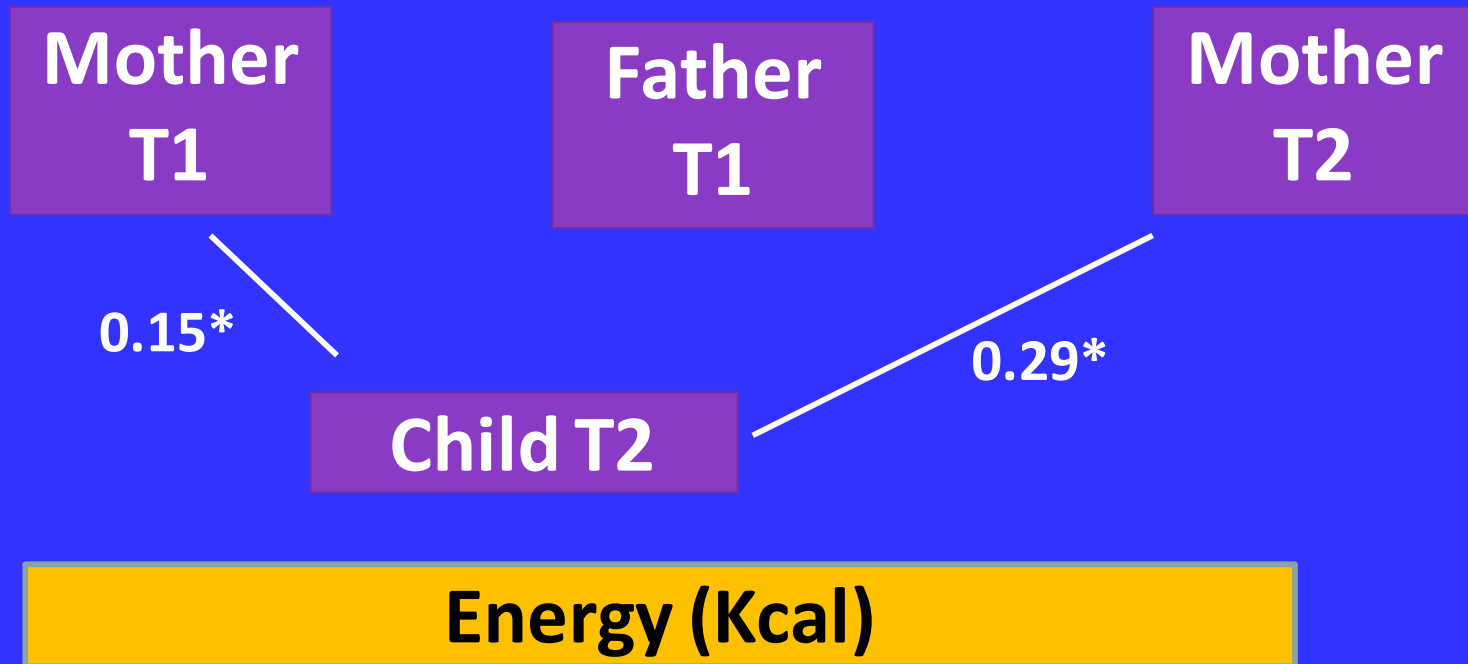 Mother
T1
Father
T1
Mother
T2
0.15*
0.29*
Child T2
Energy (Kcal)